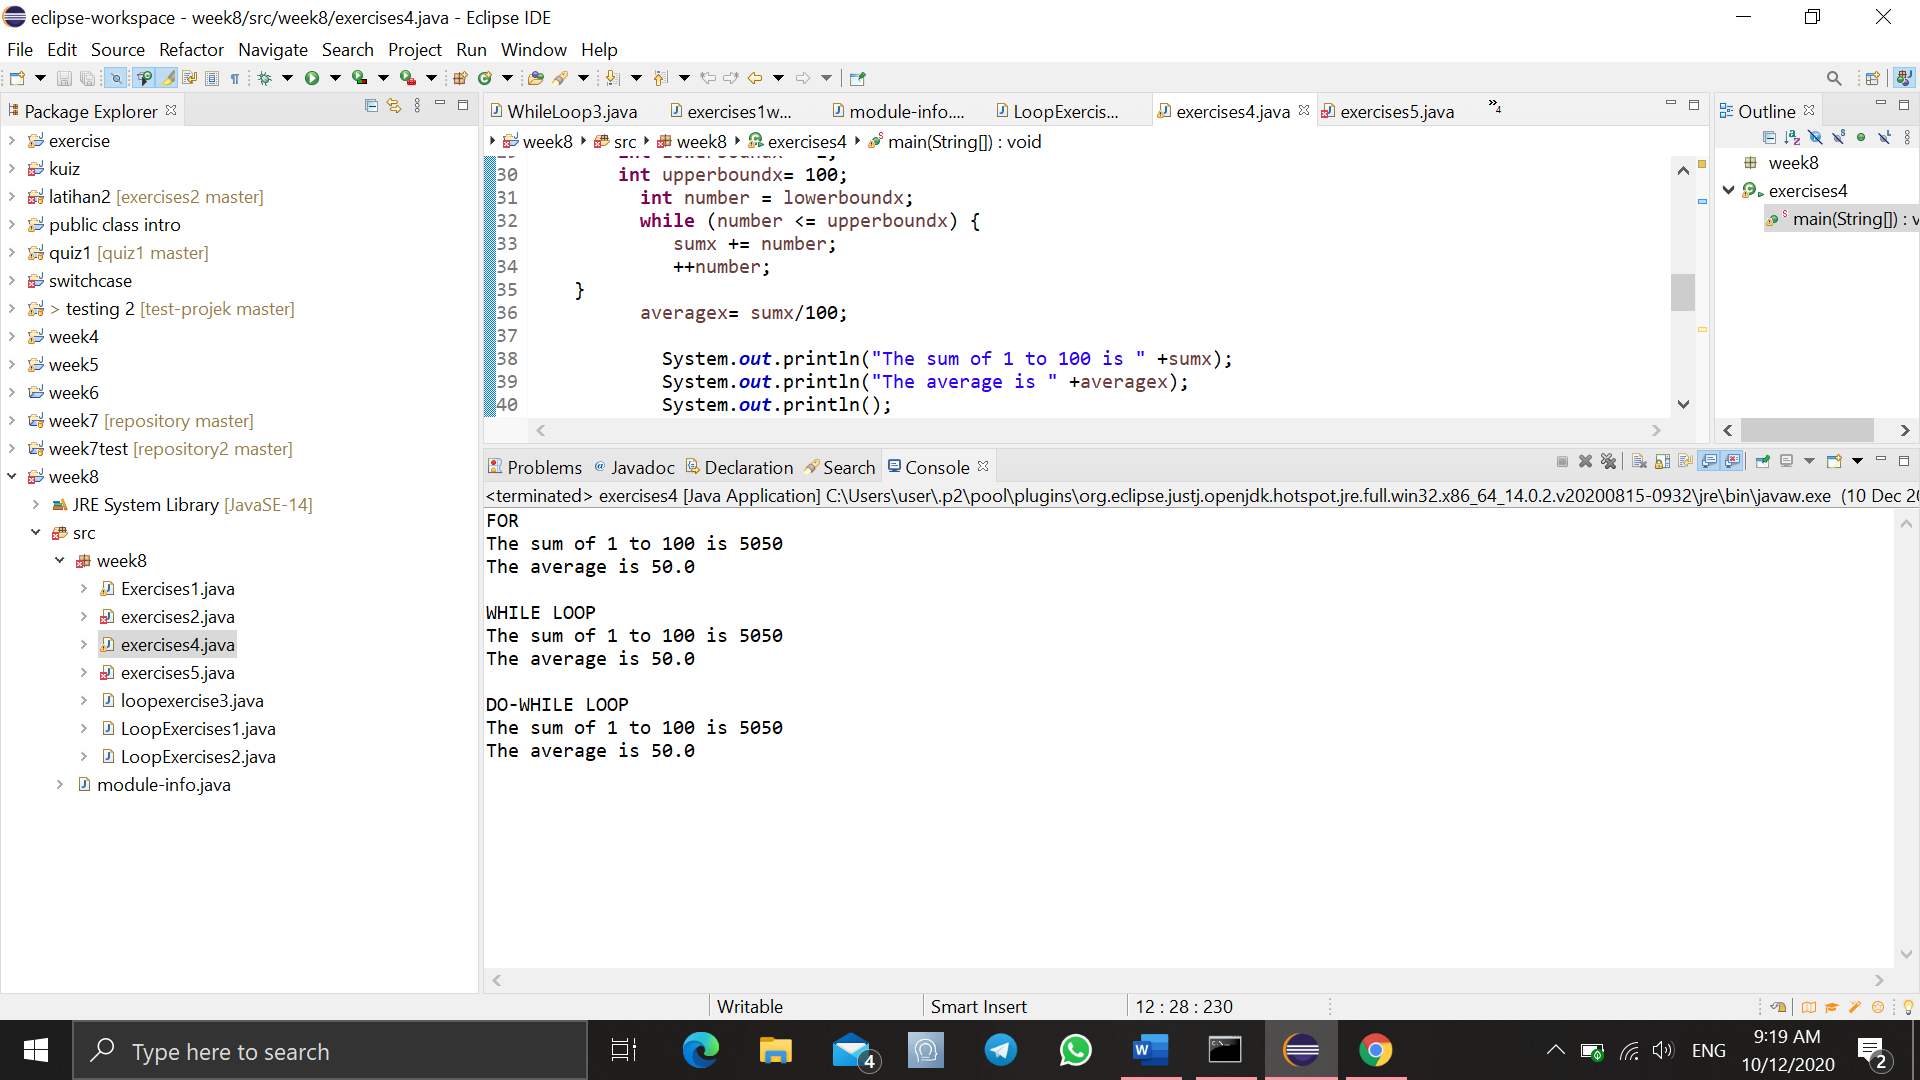 eclipse-workspace - week8/src/week8/exercises4.java - Eclipse IDE
File Edit Source Refactor Navigate Search Project Run Window Help
Package Explorer
exercise
kuiz
latihan2 [exercises2 master]
public class intro
quiz1 [quiz1 master]
switchcase
> testing 2 [test-projek master]
week4
week5
week6
week7 [repository master]
week7test [repository2 master]
week8
JRE System Library [JavaSE-14]
src
week8
Exercises1.java
exercises2.java
exercises4.java
exercises5.java
loopexercise3.java
LoopExercises1.java
LoopExercises2.java
module-info.java
WhileLoop3.java exercises1w... module-info.... LoopExercis... exercises4.java exercises5.java »4
week8 src week8 exercises4 main(String[]) : void
30 int upperboundx= 100;
31 int number = lowerboundx;
32 while (number <= upperboundx) {
33 sumx += number;
34 ++number;
35 }
36 averagex= sumx/100;
37
38 System.out.println("The sum of 1 to 100 is " +sumx);
39 System.out.println("The average is " +averagex);
40 System.out.println();
Outline
week8
exercises4
main(String[]) : v
Problems @ Javadoc Declaration Search Console
<terminated> exercises4 [Java Application] C:\Users\user\.p2\pool\plugins\org.eclipse.justj.openjdk.hotspot.jre.full.win32.x86_64_14.0.2.v20200815-0932\jre\bin\javaw.exe (10 Dec 20
FOR
The sum of 1 to 100 is 5050
The average is 50.0
WHILE LOOP
The sum of 1 to 100 is 5050
The average is 50.0
DO-WHILE LOOP
The sum of 1 to 100 is 5050
The average is 50.0
Writable Smart Insert 12 : 28 : 230
Type here to search
4
ENG
9:19 AM
10/12/2020
2